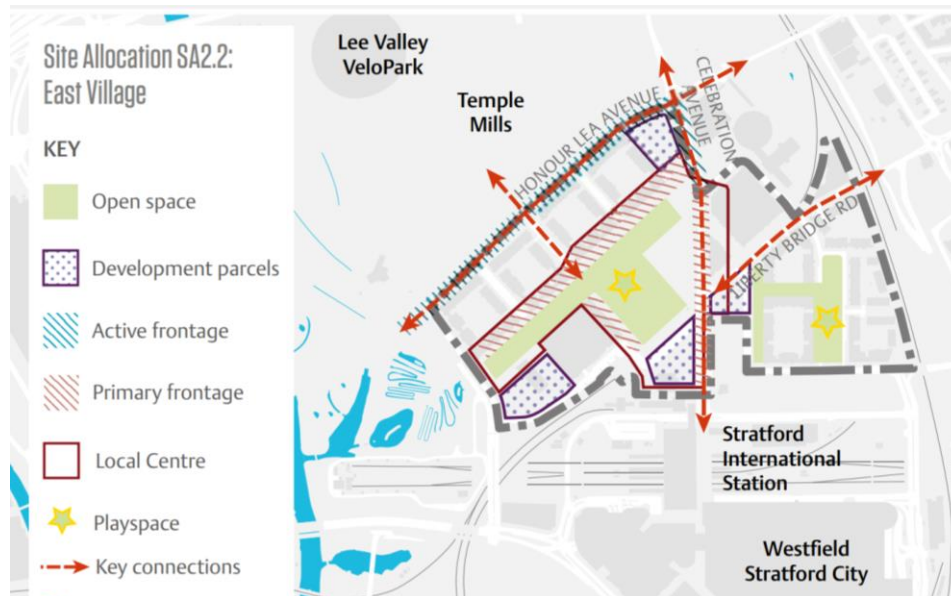 Site Allocation SA2.2:
East Village
KEY
Open space
Development parcels
Active frontage
Primary frontage
Local Centre
Playspace
Key connections
Lee Valley
VeloPark
Temple
Mills
HONOUR LEA AVENUE
CELEBRATION
AVENUE
LIBERTY BRIDGE RD
Stratford
International
Station
Westfield
Stratford City